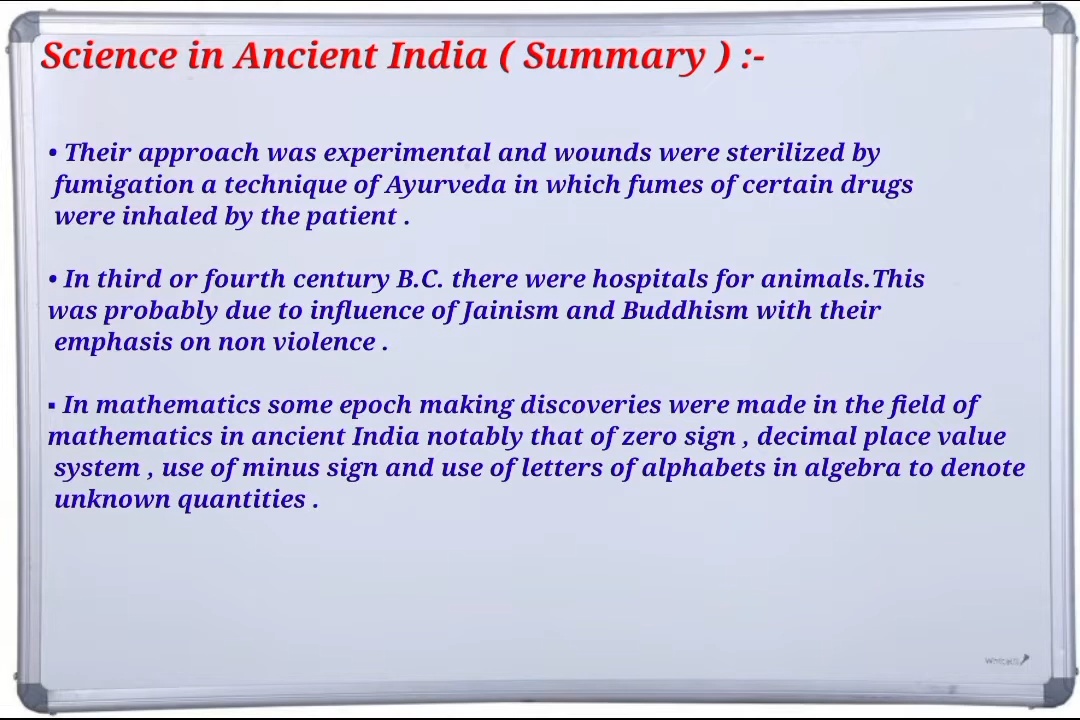 Science in Ancient India ( Summary ) :-
• Their approach was experimental and wounds were sterilized by
fumigation a technique of Ayurveda in which fumes of certain drugs
were inhaled by the patient .
• In third or fourth century B.C. there were hospitals for animals.This
was probably due to influence of Jainism and Buddhism with their
emphasis on non violence .
▪ In mathematics some epoch making discoveries were made in the field of
mathematics in ancient India notably that of zero sign , decimal place value
system , use of minus sign and use of letters of alphabets in algebra to denote
unknown quantities .